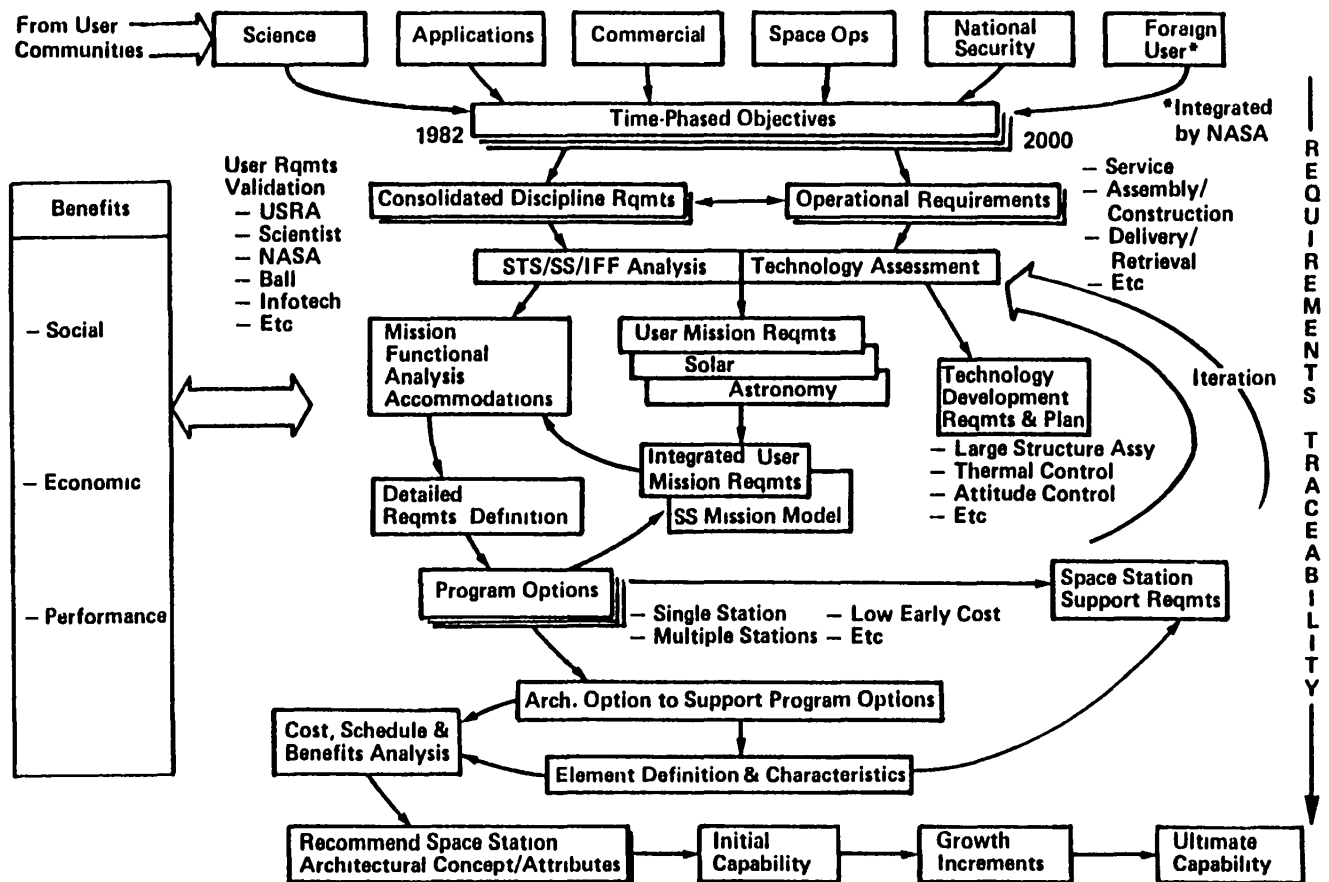 From User
Communities
Science
Applications
Commercial
Space Ops
National
Security
Foreign
User*
*Integrated
by NASA
Time-Phased Objectives
1982
2000
User Rqmts
Validation
– USRA
– Scientist
– NASA
– Ball
– Infotech
– Etc
Consolidated Discipline Rqmts
Operational Requirements
– Service
– Assembly/
Construction
– Delivery/
Retrieval
– Etc
Benefits
– Social
– Economic
– Performance
STS/SS/IFF Analysis
Technology Assessment
Mission
Functional
Analysis
Accommodations
User Mission Reqmts
Solar
Astronomy
Technology
Development
Reqmts & Plan
– Large Structure Assy
– Thermal Control
– Attitude Control
– Etc
Iteration
Integrated User
Mission Reqmts
SS Mission Model
Detailed
Reqmts Definition
Program Options
– Single Station
– Multiple Stations
– Low Early Cost
– Etc
Space Station
Support Reqmts
Arch. Option to Support Program Options
Cost, Schedule &
Benefits Analysis
Element Definition & Characteristics
Recommend Space Station
Architectural Concept/Attributes
Initial
Capability
Growth
Increments
Ultimate
Capability
REQUIREMENTS TRACEABILITY